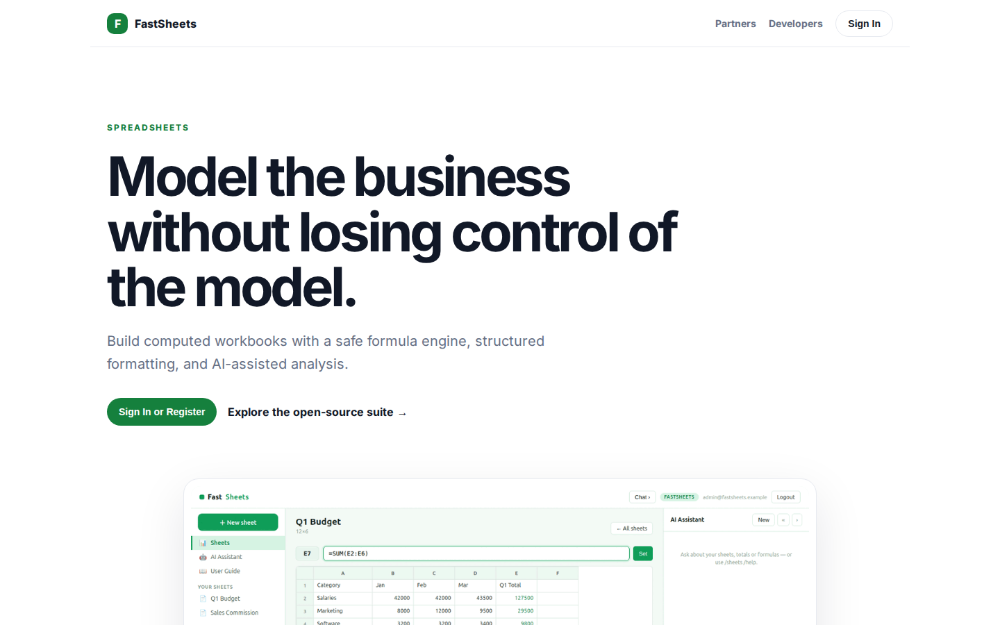 F FastSheets
Partners Developers Sign In
SPREADSHEETS
Model the business
without losing control of
the model.
Build computed workbooks with a safe formula engine, structured
formatting, and AI-assisted analysis.
Sign In or Register Explore the open-source suite →
Fast Sheets
Chat › FASTSHEETS admin@fastsheets.example Logout
+ New sheet
Sheets
AI Assistant
User Guide
YOUR SHEETS
Q1 Budget
Sales Commission
Q1 Budget
12×6
← All sheets
E7 =SUM(E2:E6) Set
A B C D E F
1 Category Jan Feb Mar Q1 Total
2 Salaries 42000 42000 43500 127500
3 Marketing 8000 12000 9500 29500
4 Software 3200 3200 3400 9800
AI Assistant New « ›
Ask about your sheets, totals or formulas — or
use /sheets /help.